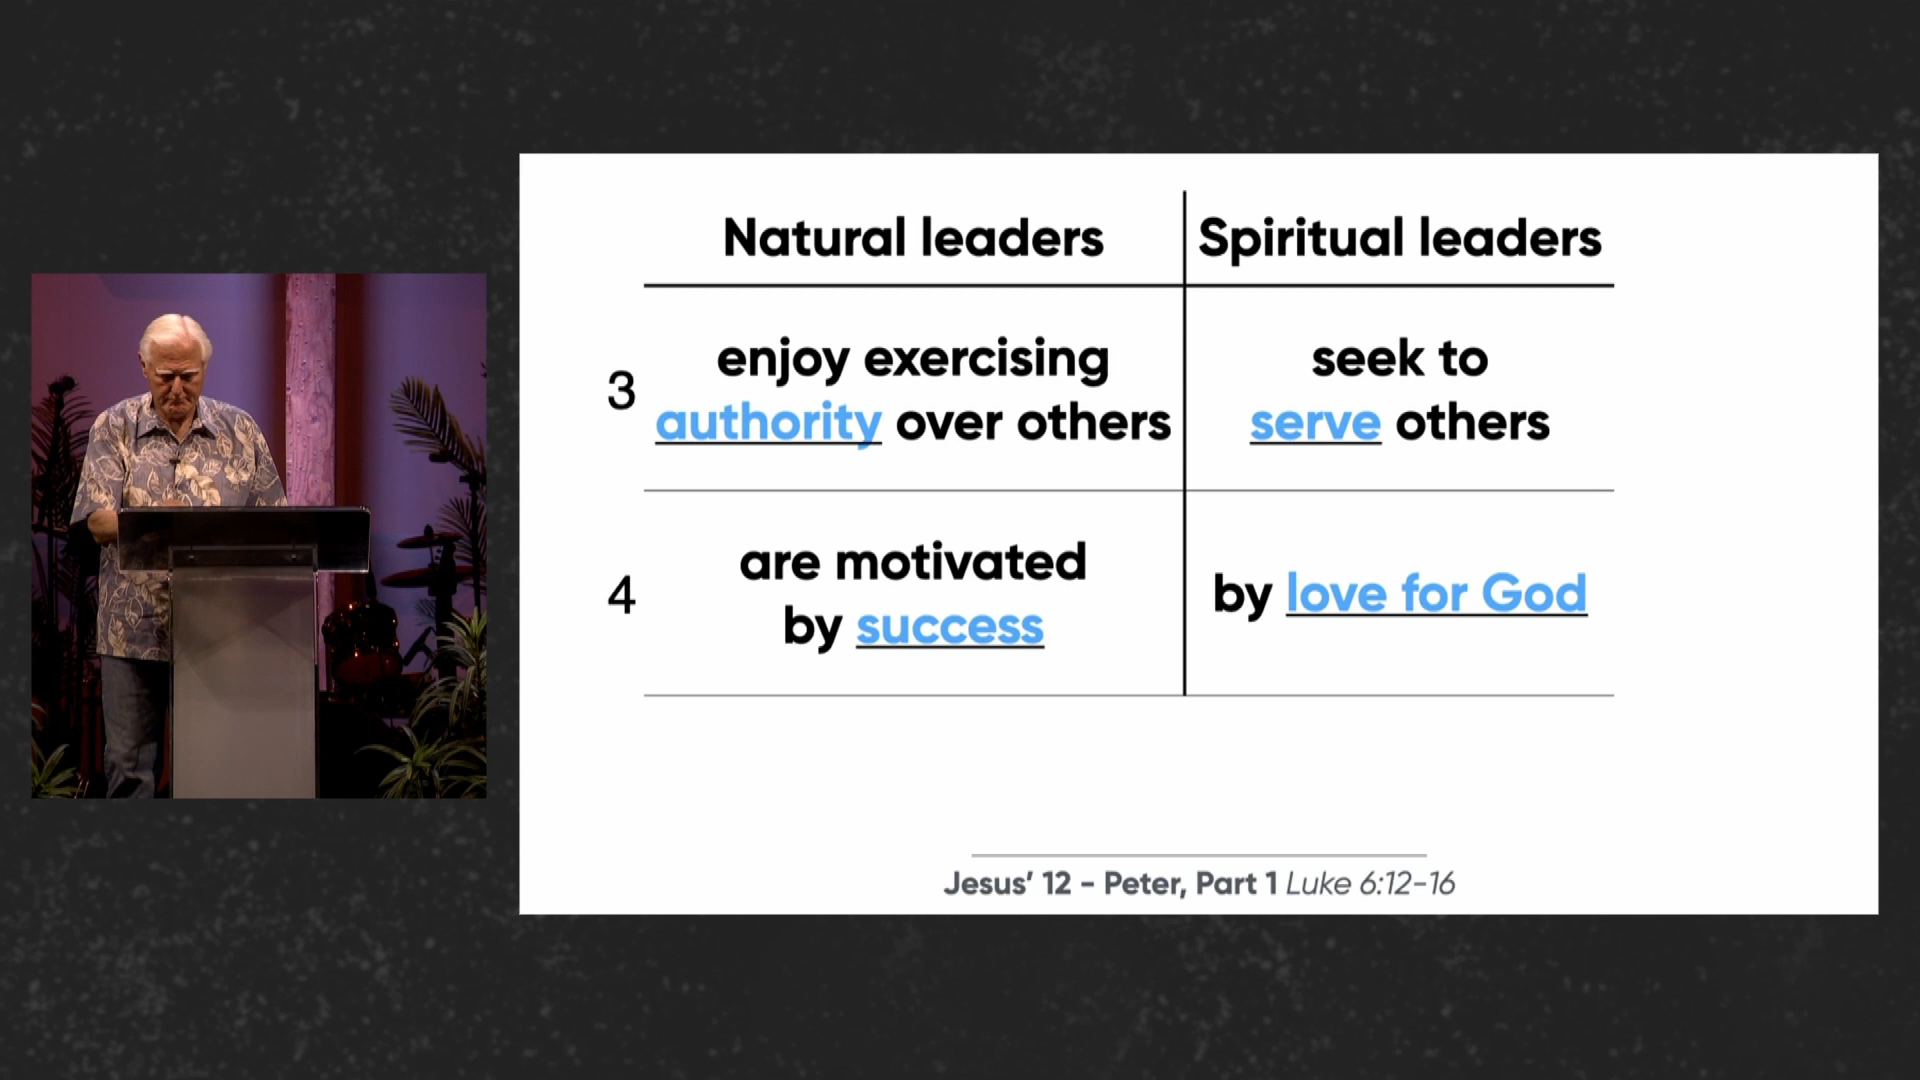 Natural leaders
Spiritual leaders
3
enjoy exercising
authority over others
seek to
serve others
4
are motivated
by success
by love for God
Jesus’ 12 - Peter, Part 1 Luke 6:12-16